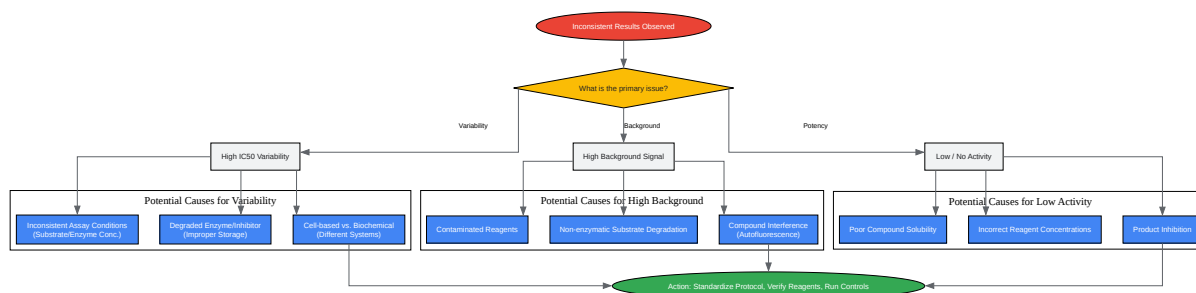 Inconsistent Results Observed
What is the primary issue?
Variability
Background
Potency
High IC50 Variability
High Background Signal
Low / No Activity
Potential Causes for Variability
Potential Causes for High Background
Potential Causes for Low Activity
Inconsistent Assay Conditions
(Substrate/Enzyme Conc.)
Degraded Enzyme/Inhibitor
(Improper Storage)
Cell-based vs. Biochemical
(Different Systems)
Contaminated Reagents
Non-enzymatic Substrate Degradation
Compound Interference
(Autofluorescence)
Poor Compound Solubility
Incorrect Reagent Concentrations
Product Inhibition
Action: Standardize Protocol, Verify Reagents, Run Controls